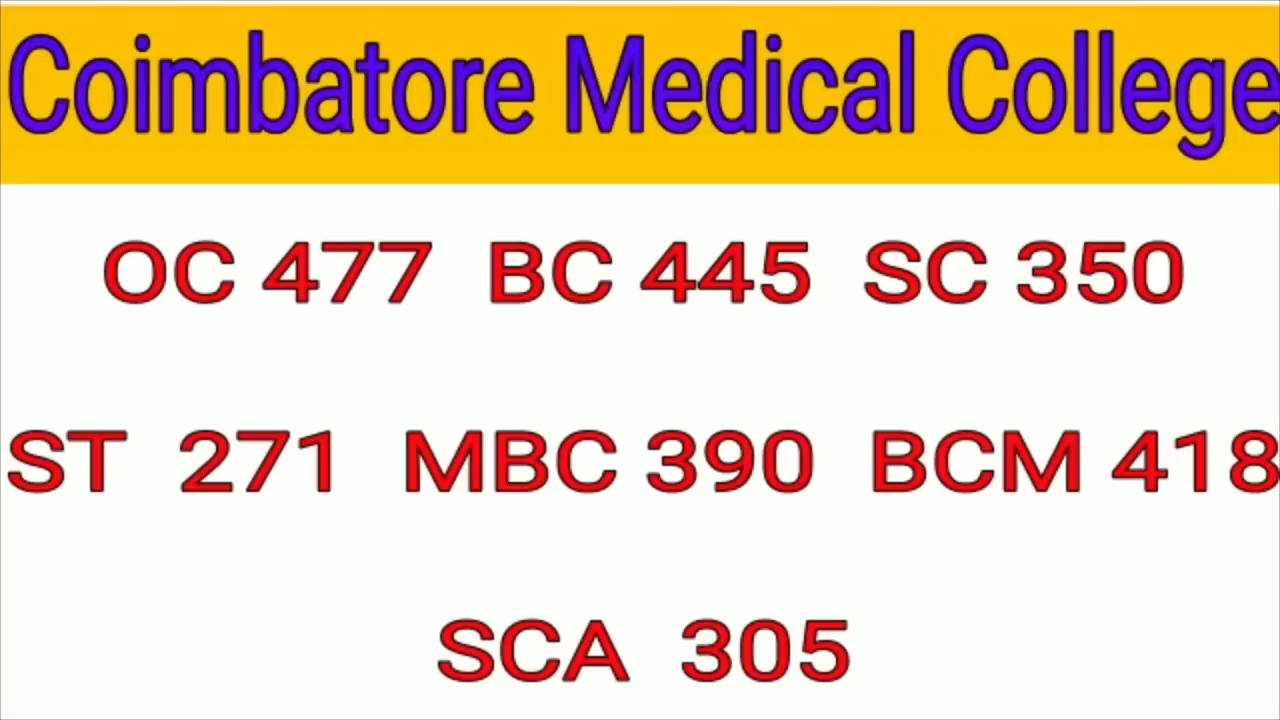 Coimbatore Medical College
OC 477 BC 445 SC 350
ST 271 MBC 390 BCM 418
SCA 305